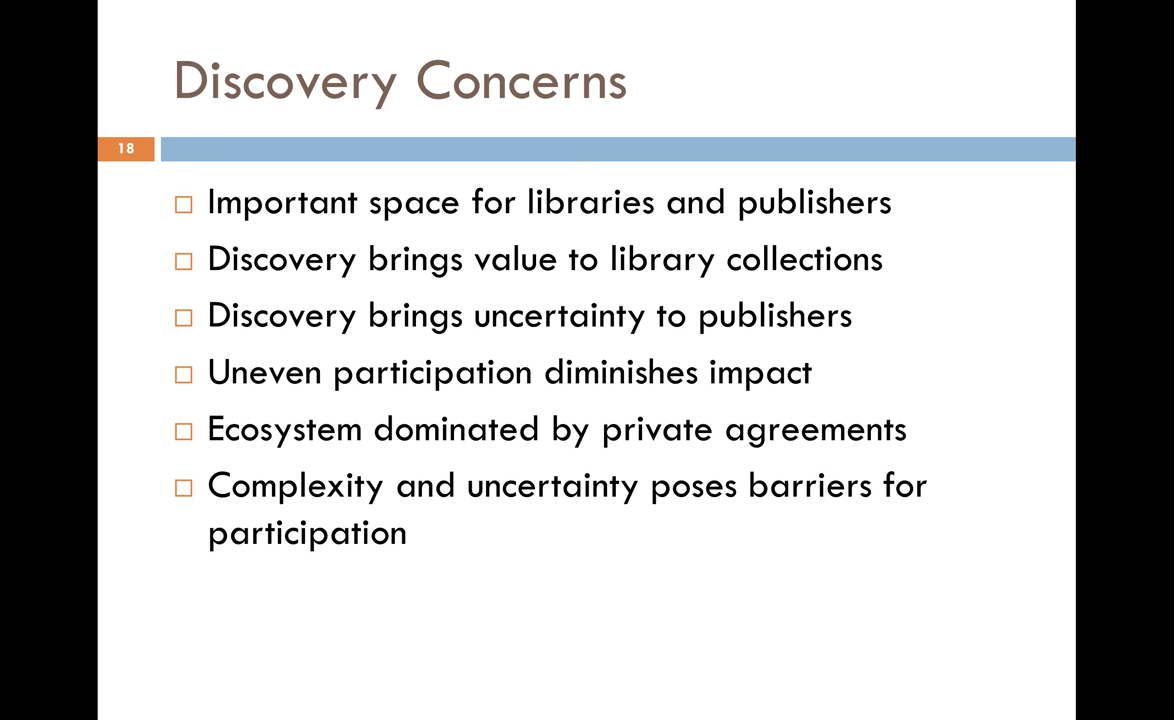 Discovery Concerns
18
Important space for libraries and publishers
Discovery brings value to library collections
Discovery brings uncertainty to publishers
Uneven participation diminishes impact
Ecosystem dominated by private agreements
Complexity and uncertainty poses barriers for
participation